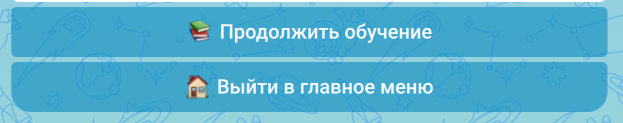 📚 Продолжить обучение
🏠 Выйти в главное меню